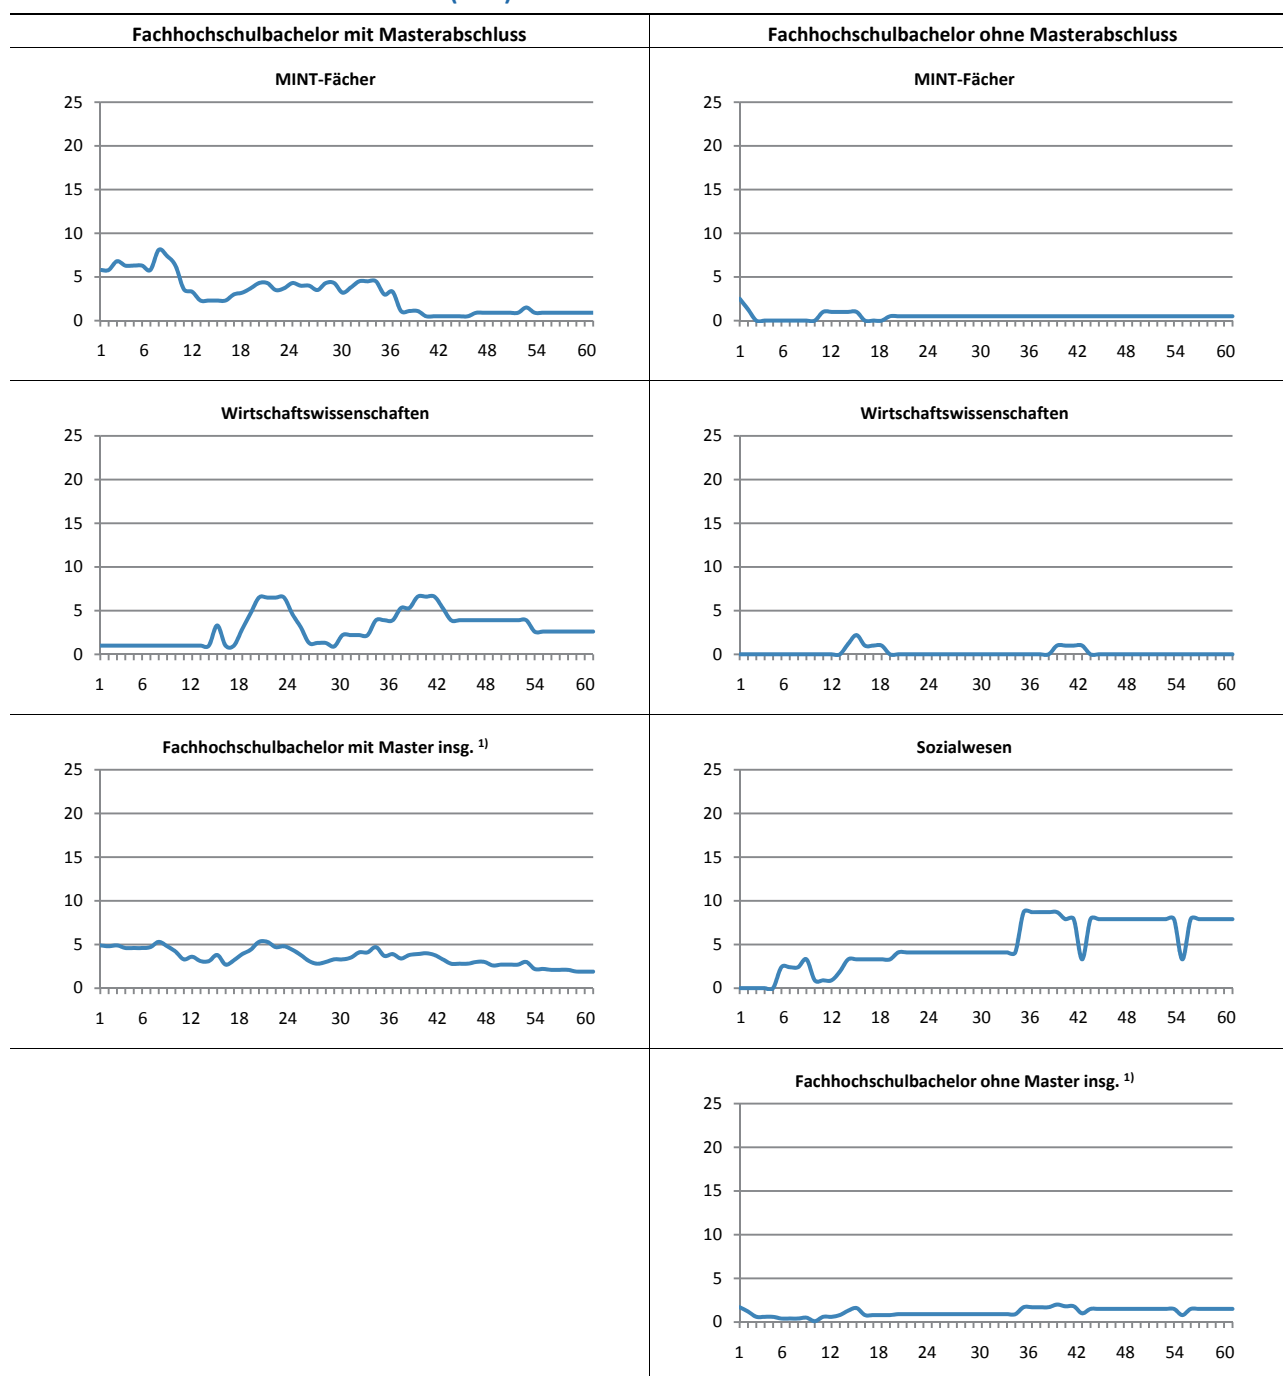 Fachhochschulbachelor mit Masterabschluss
Fachhochschulbachelor ohne Masterabschluss
MINT-Fächer
25
20
15
10
5
0
1 6 12 18 24 30 36 42 48 54 60
MINT-Fächer
25
20
15
10
5
0
1 6 12 18 24 30 36 42 48 54 60
Wirtschaftswissenschaften
25
20
15
10
5
0
1 6 12 18 24 30 36 42 48 54 60
Wirtschaftswissenschaften
25
20
15
10
5
0
1 6 12 18 24 30 36 42 48 54 60
Fachhochschulbachelor mit Master insg. 1)
25
20
15
10
5
0
1 6 12 18 24 30 36 42 48 54 60
Sozialwesen
25
20
15
10
5
0
1 6 12 18 24 30 36 42 48 54 60
Fachhochschulbachelor ohne Master insg. 1)
25
20
15
10
5
0
1 6 12 18 24 30 36 42 48 54 60